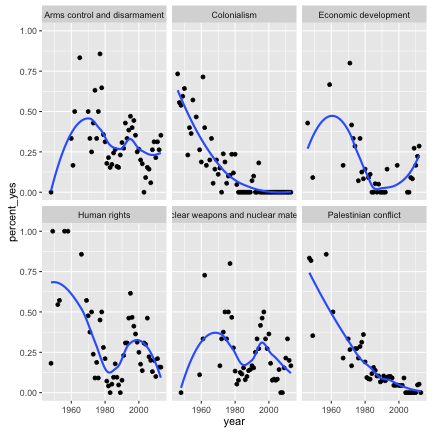 Arms control and disarmament Colonialism Economic development
1.00
0.75
0.50
0.25
0.00
percent_yes
Human rights clear weapons and nuclear mate Palestinian conflict
1.00
0.75
0.50
0.25
0.00
1960 1980 2000 1960 1980 2000 1960 1980 2000
year